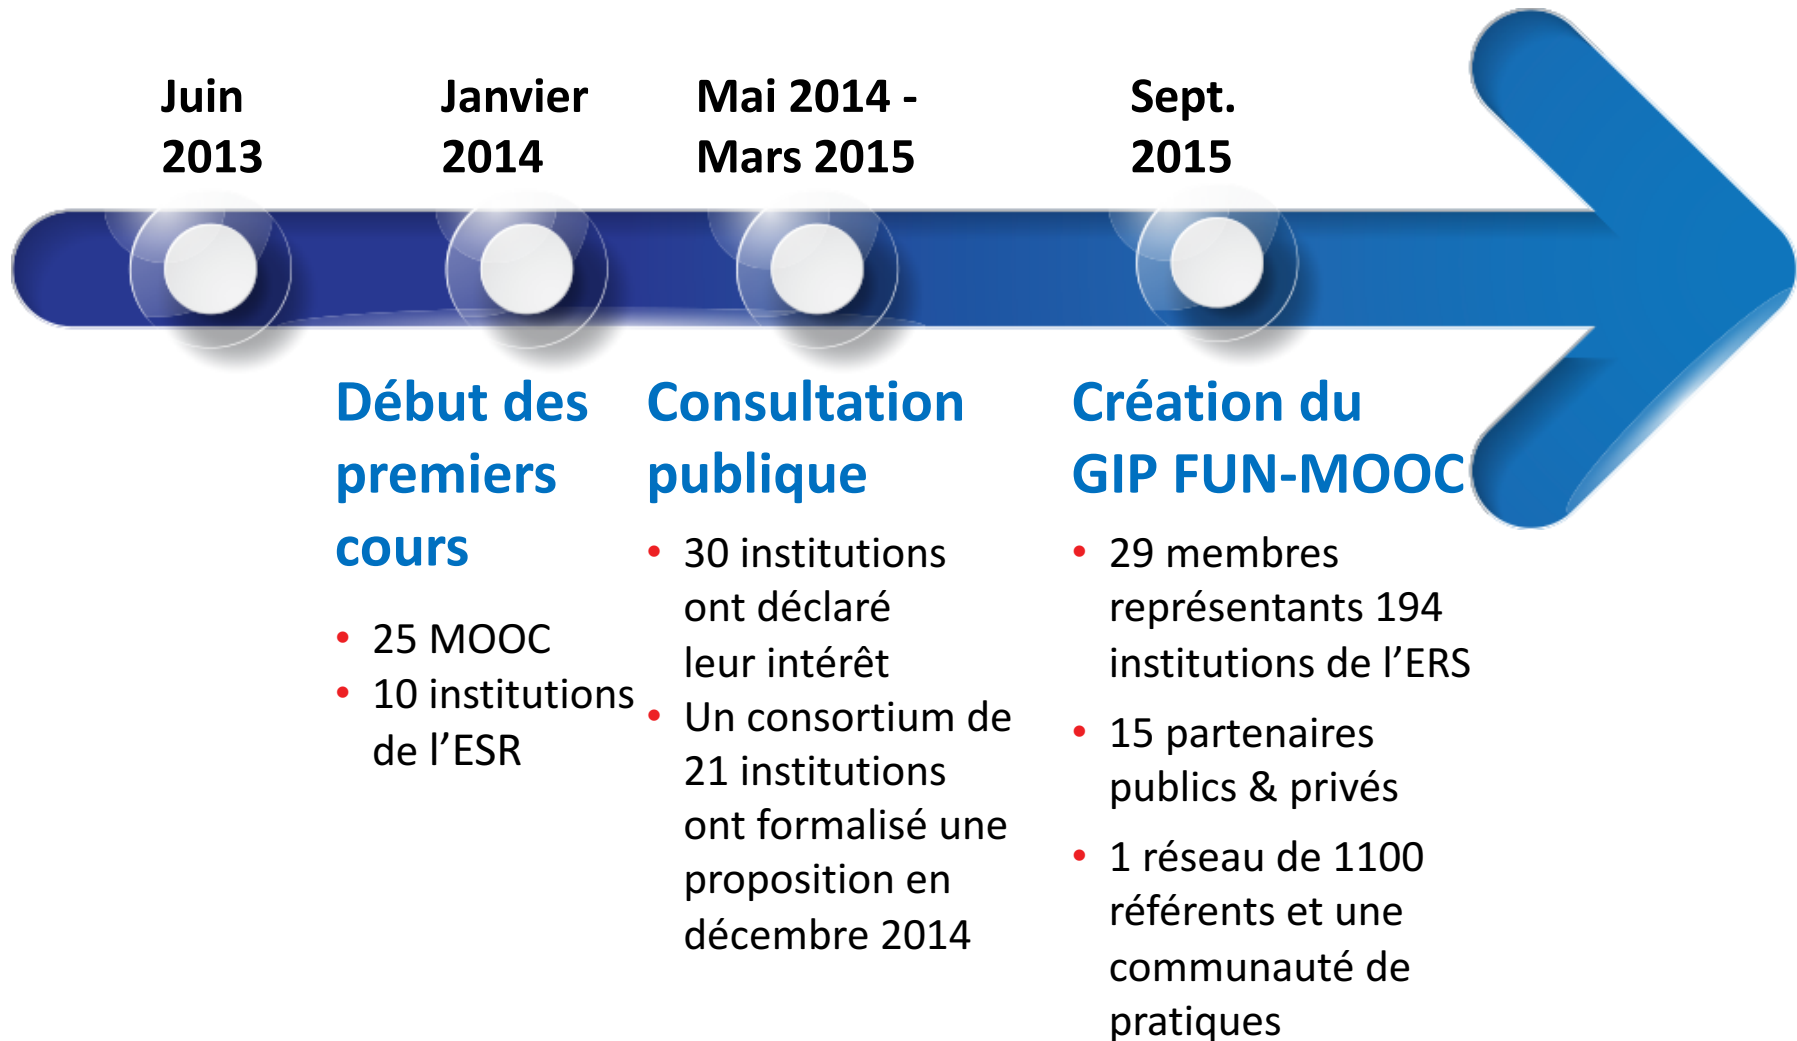 Juin
2013
Janvier
2014
Mai 2014 -
Mars 2015
Sept.
2015
Début des
premiers
cours
• 25 MOOC
• 10 institutions
de l’ESR
Consultation
publique
• 30 institutions
ont déclaré
leur intérêt
• Un consortium de
21 institutions
ont formalisé une
proposition en
décembre 2014
Création du
GIP FUN-MOOC
• 29 membres
représentants 194
institutions de l’ERS
• 15 partenaires
publics & privés
• 1 réseau de 1100
référents et une
communauté de
pratiques